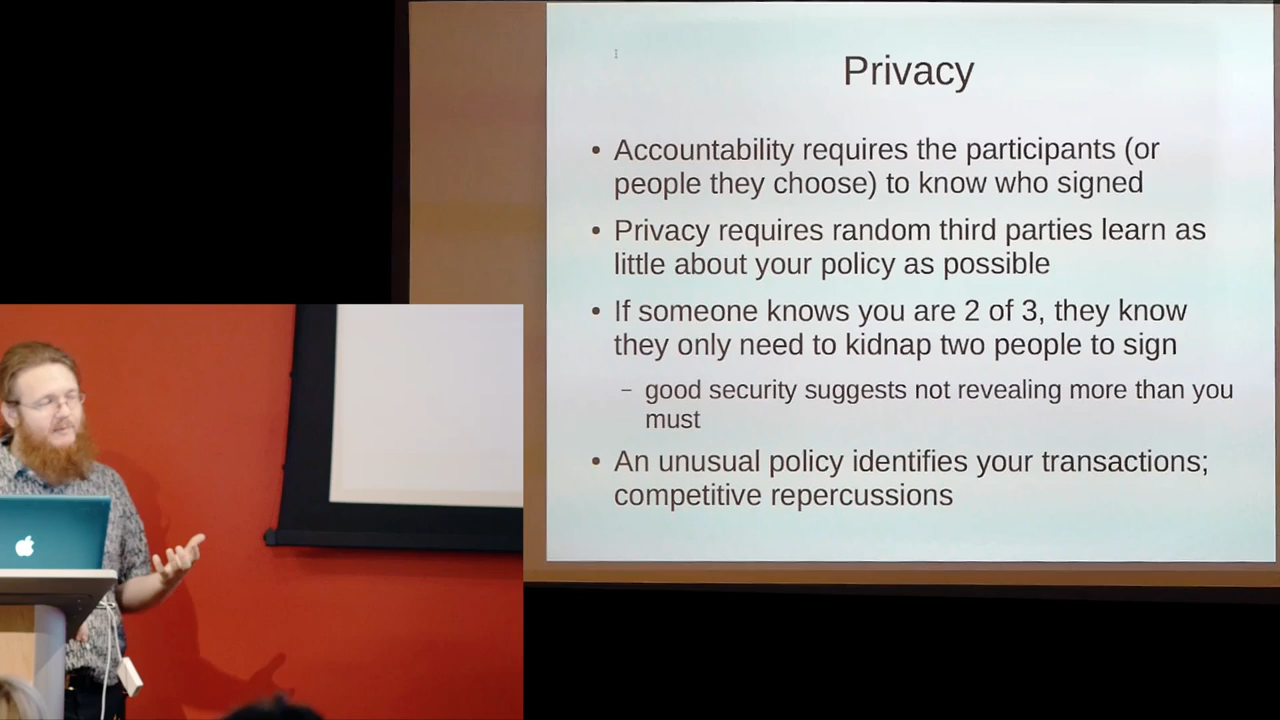 Privacy
• Accountability requires the participants (or
people they choose) to know who signed
• Privacy requires random third parties learn as
little about your policy as possible
• If someone knows you are 2 of 3, they know
they only need to kidnap two people to sign
– good security suggests not revealing more than you
must
• An unusual policy identifies your transactions;
competitive repercussions